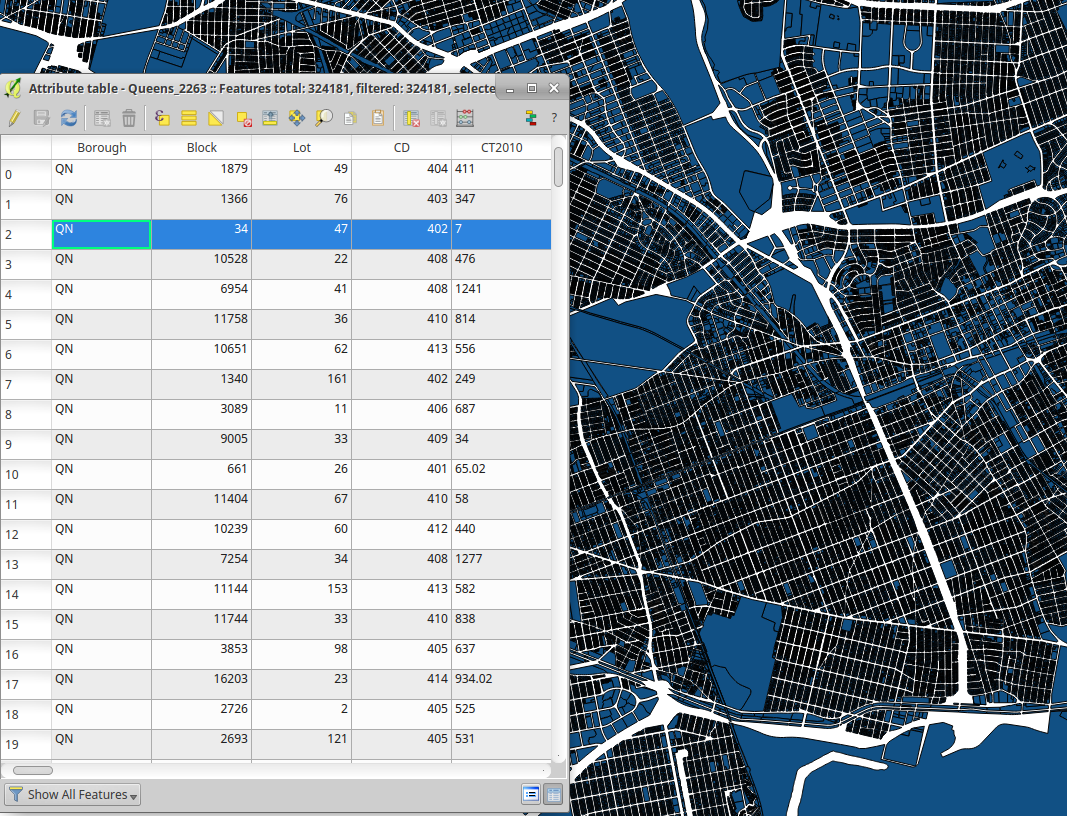 Attribute table - Queens_2263 :: Features total: 324181, filtered: 324181, selecte
?
Borough Block Lot CD CT2010
0 QN 1879 49 404 411
1 QN 1366 76 403 347
2 QN 34 47 402 7
3 QN 10528 22 408 476
4 QN 6954 41 408 1241
5 QN 11758 36 410 814
6 QN 10651 62 413 556
7 QN 1340 161 402 249
8 QN 3089 11 406 687
9 QN 9005 33 409 34
10 QN 661 26 401 65.02
11 QN 11404 67 410 58
12 QN 10239 60 412 440
13 QN 7254 34 408 1277
14 QN 11144 153 413 582
15 QN 11744 33 410 838
16 QN 3853 98 405 637
17 QN 16203 23 414 934.02
18 QN 2726 2 405 525
19 QN 2693 121 405 531
Show All Features